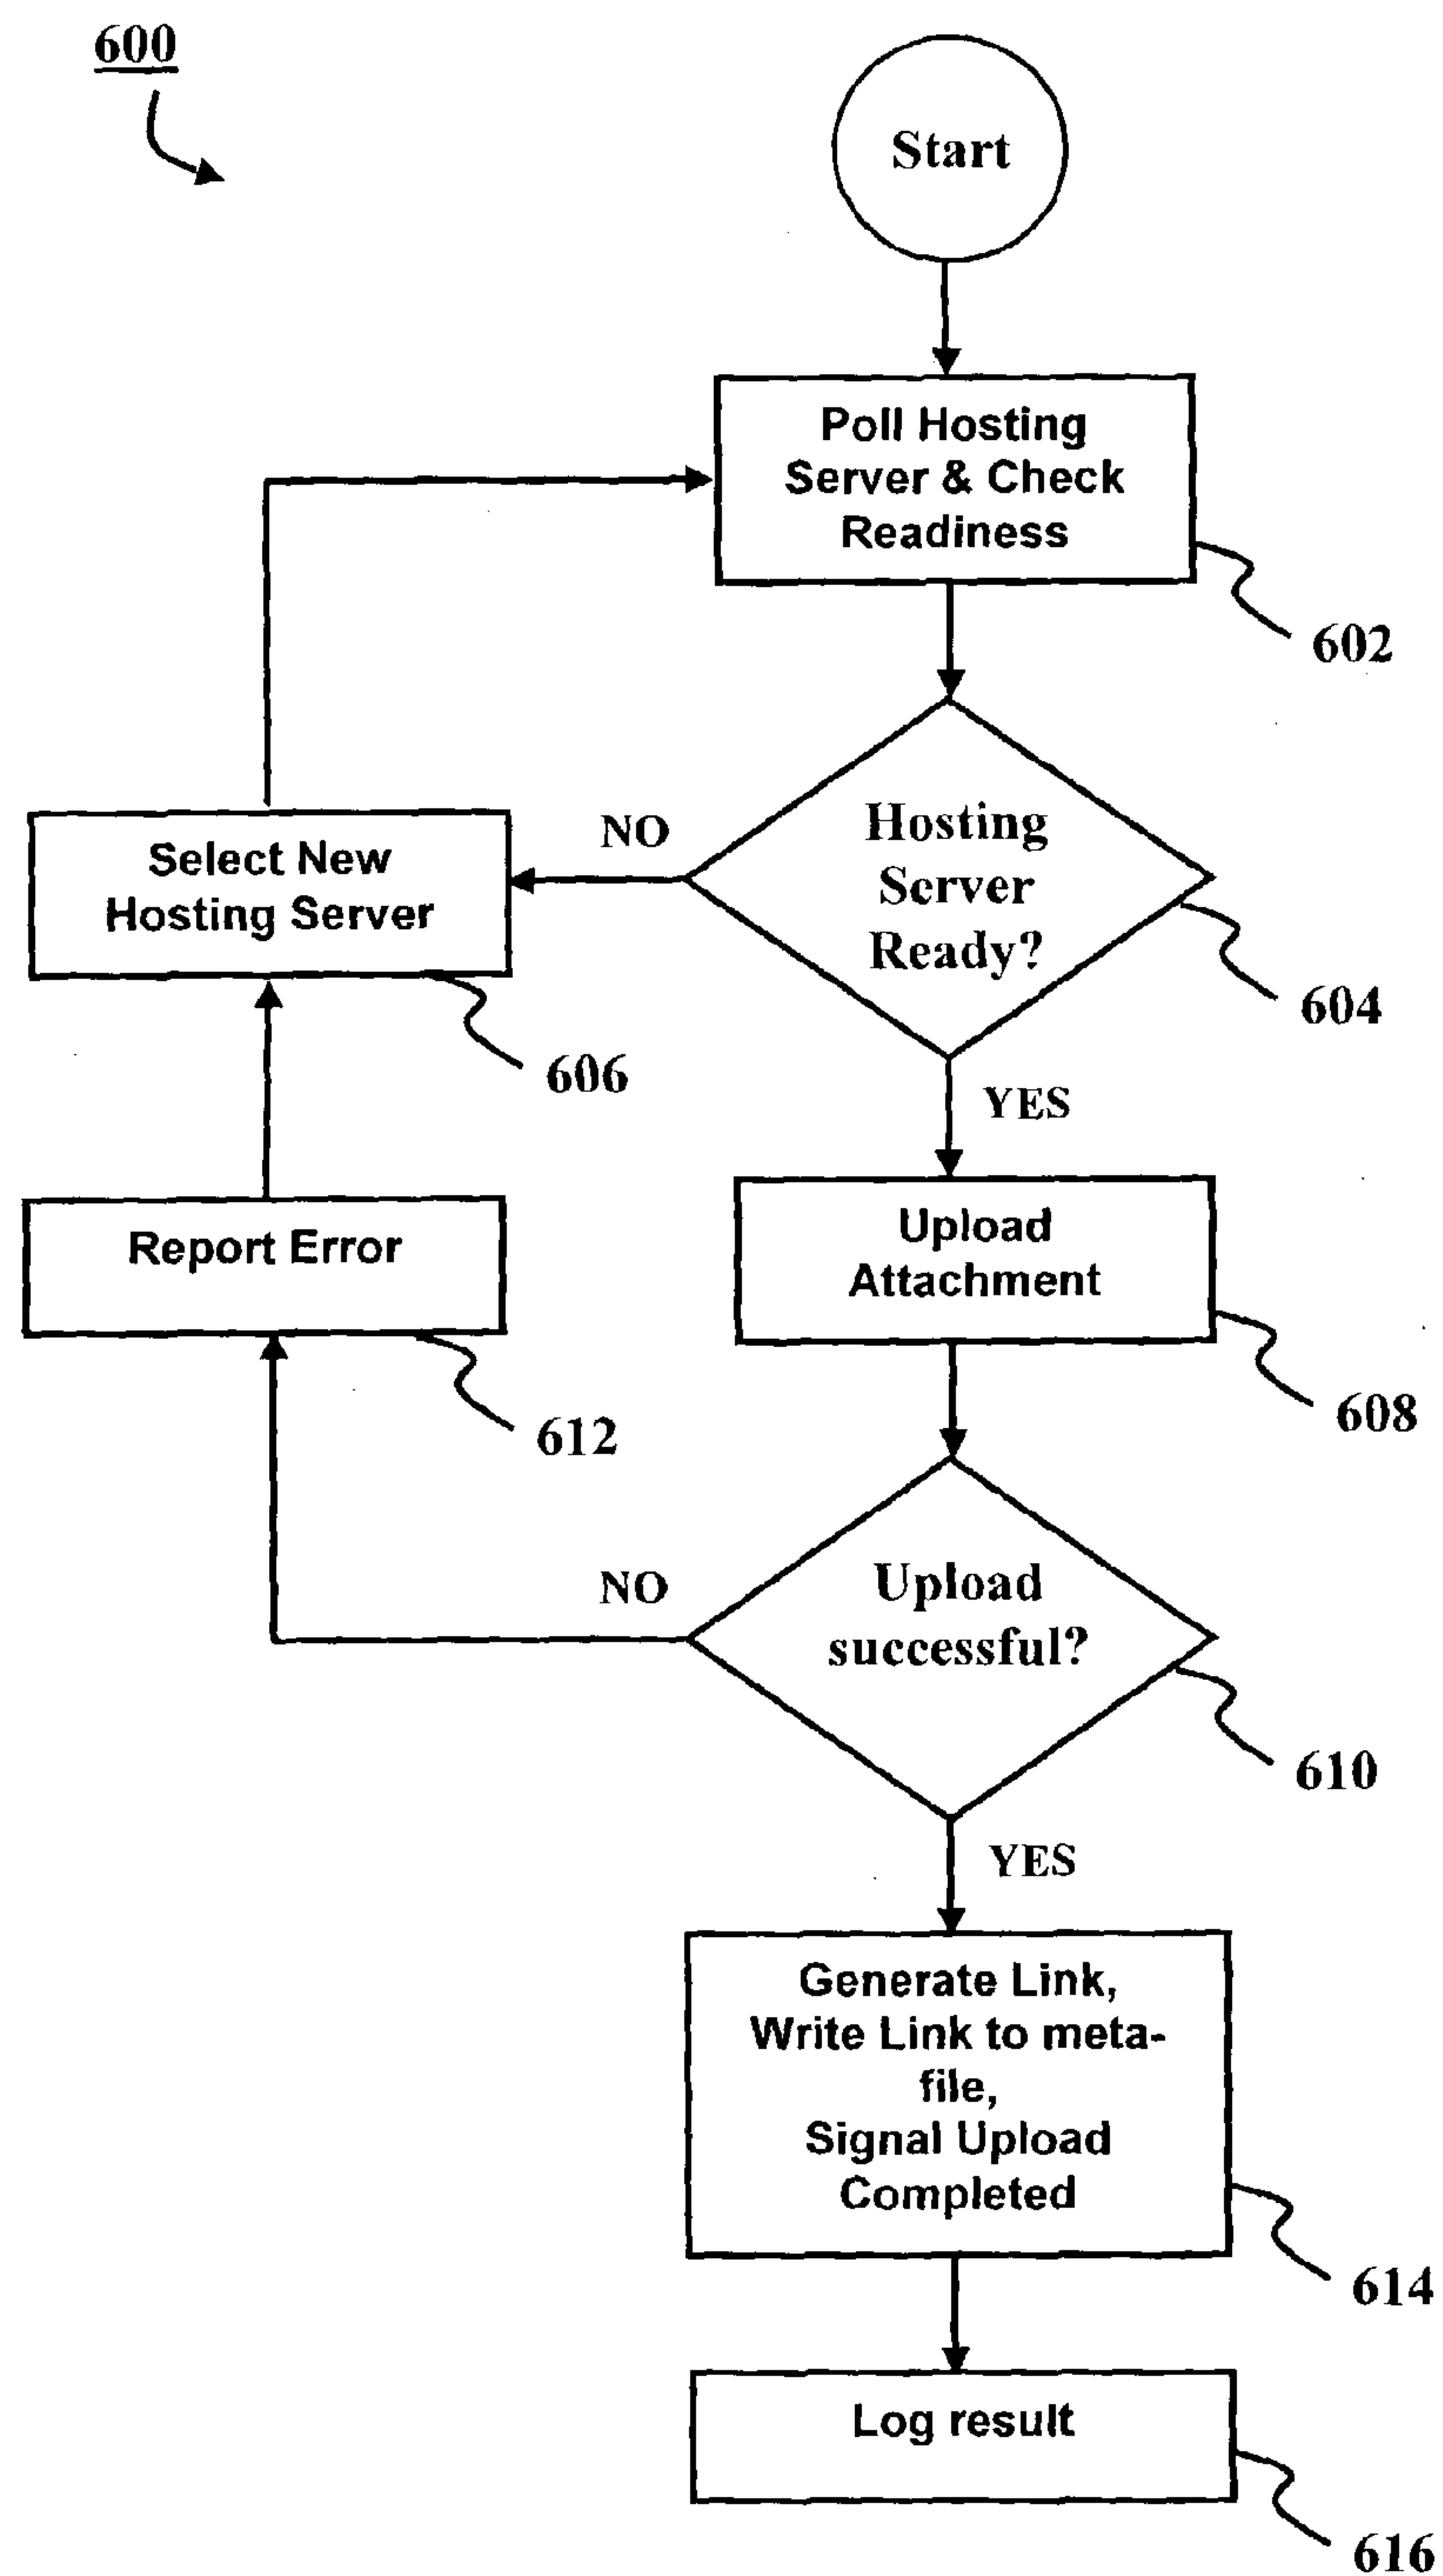 600
Start
Poll Hosting
Server & Check
Readiness
602
Hosting
Server
Ready?
604
NO
Select New
Hosting Server
606
YES
Upload
Attachment
608
Report Error
612
Upload
successful?
610
NO
YES
Generate Link,
Write Link to meta-
file,
Signal Upload
Completed
614
Log result
616